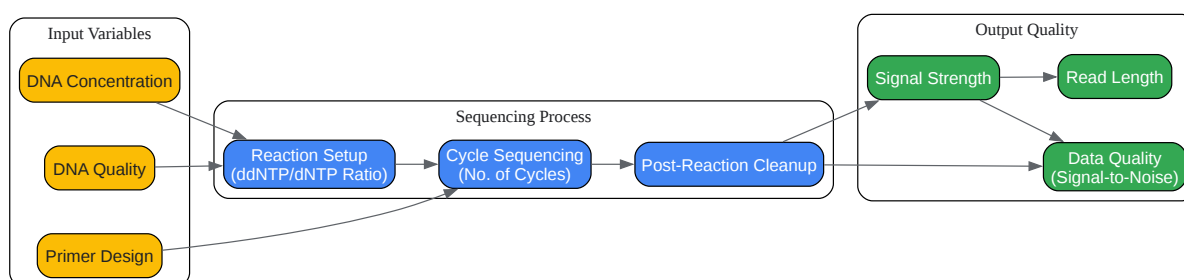 Input Variables
DNA Concentration
DNA Quality
Primer Design
Sequencing Process
Reaction Setup
(ddNTP/dNTP Ratio)
Cycle Sequencing
(No. of Cycles)
Post-Reaction Cleanup
Output Quality
Signal Strength
Read Length
Data Quality
(Signal-to-Noise)